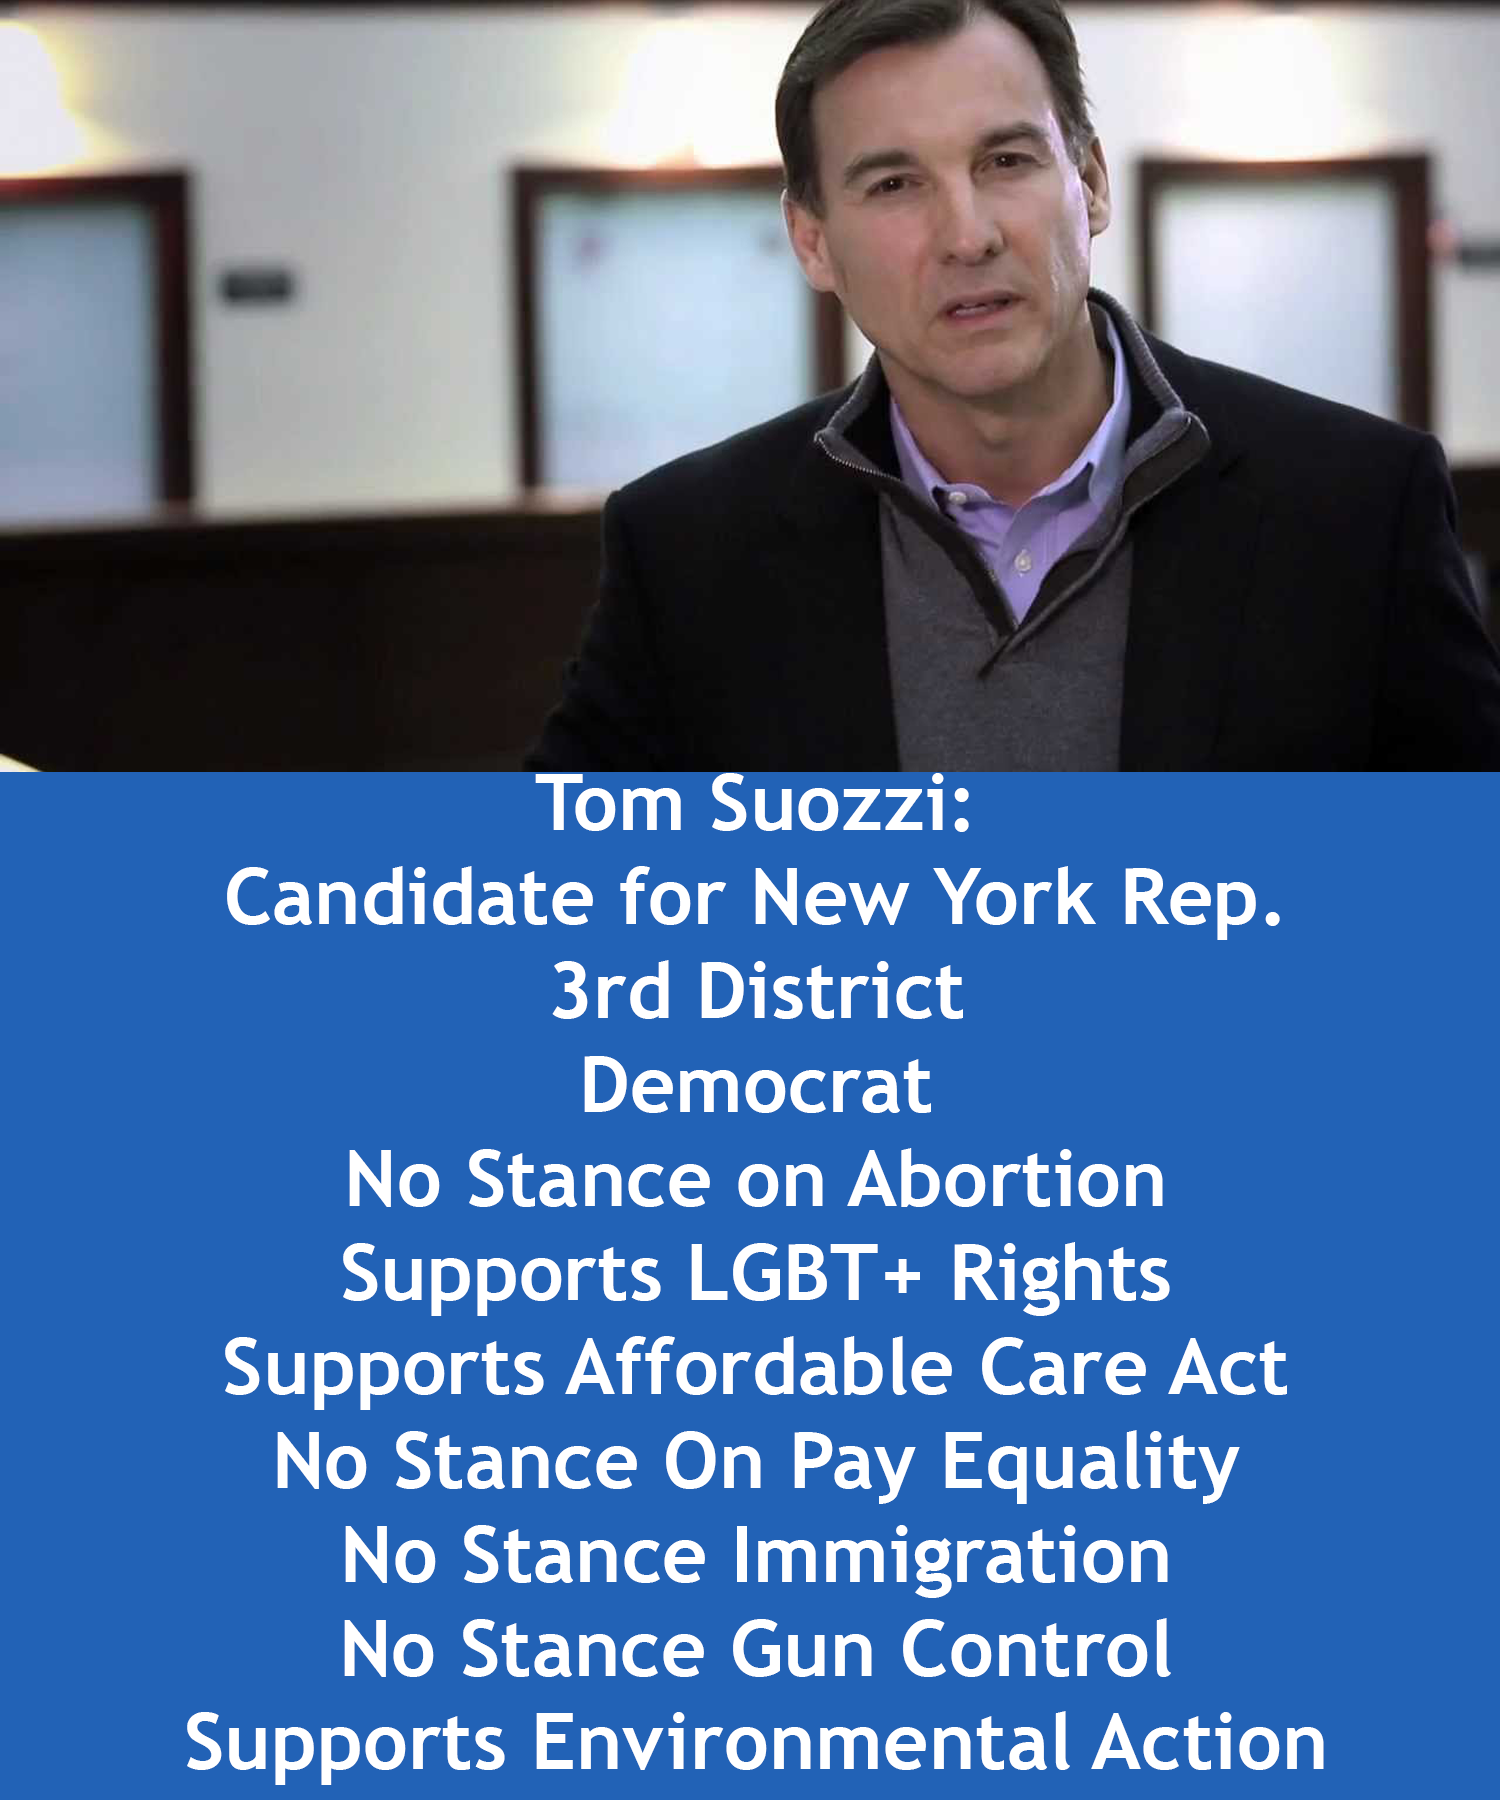 Tom Suozzi:
Candidate for New York Rep.
3rd District
Democrat
No Stance on Abortion
Supports LGBT+ Rights
Supports Affordable Care Act
No Stance On Pay Equality
No Stance Immigration
No Stance Gun Control
Supports Environmental Action